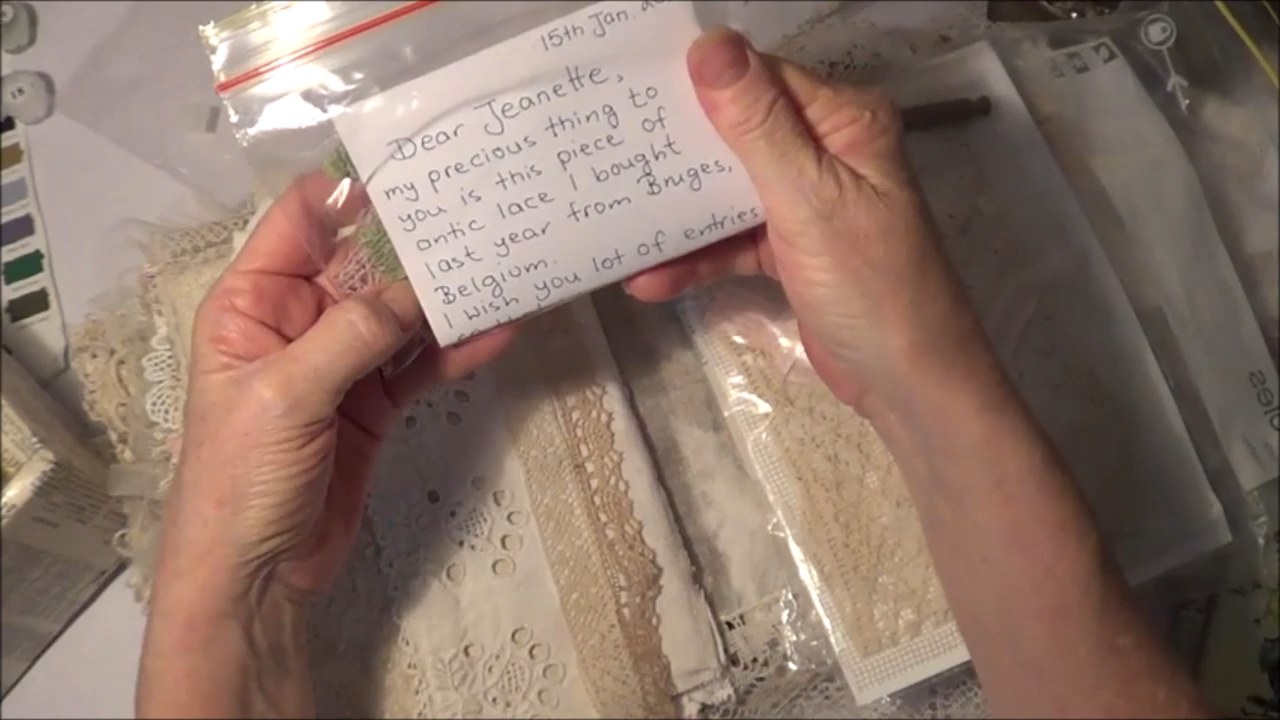 15th Jan.
Dear Jeanette,
my precious thing to
you is this piece of
antic lace I bought
last year from Bruges,
Belgium.
I wish you lot of entries
18